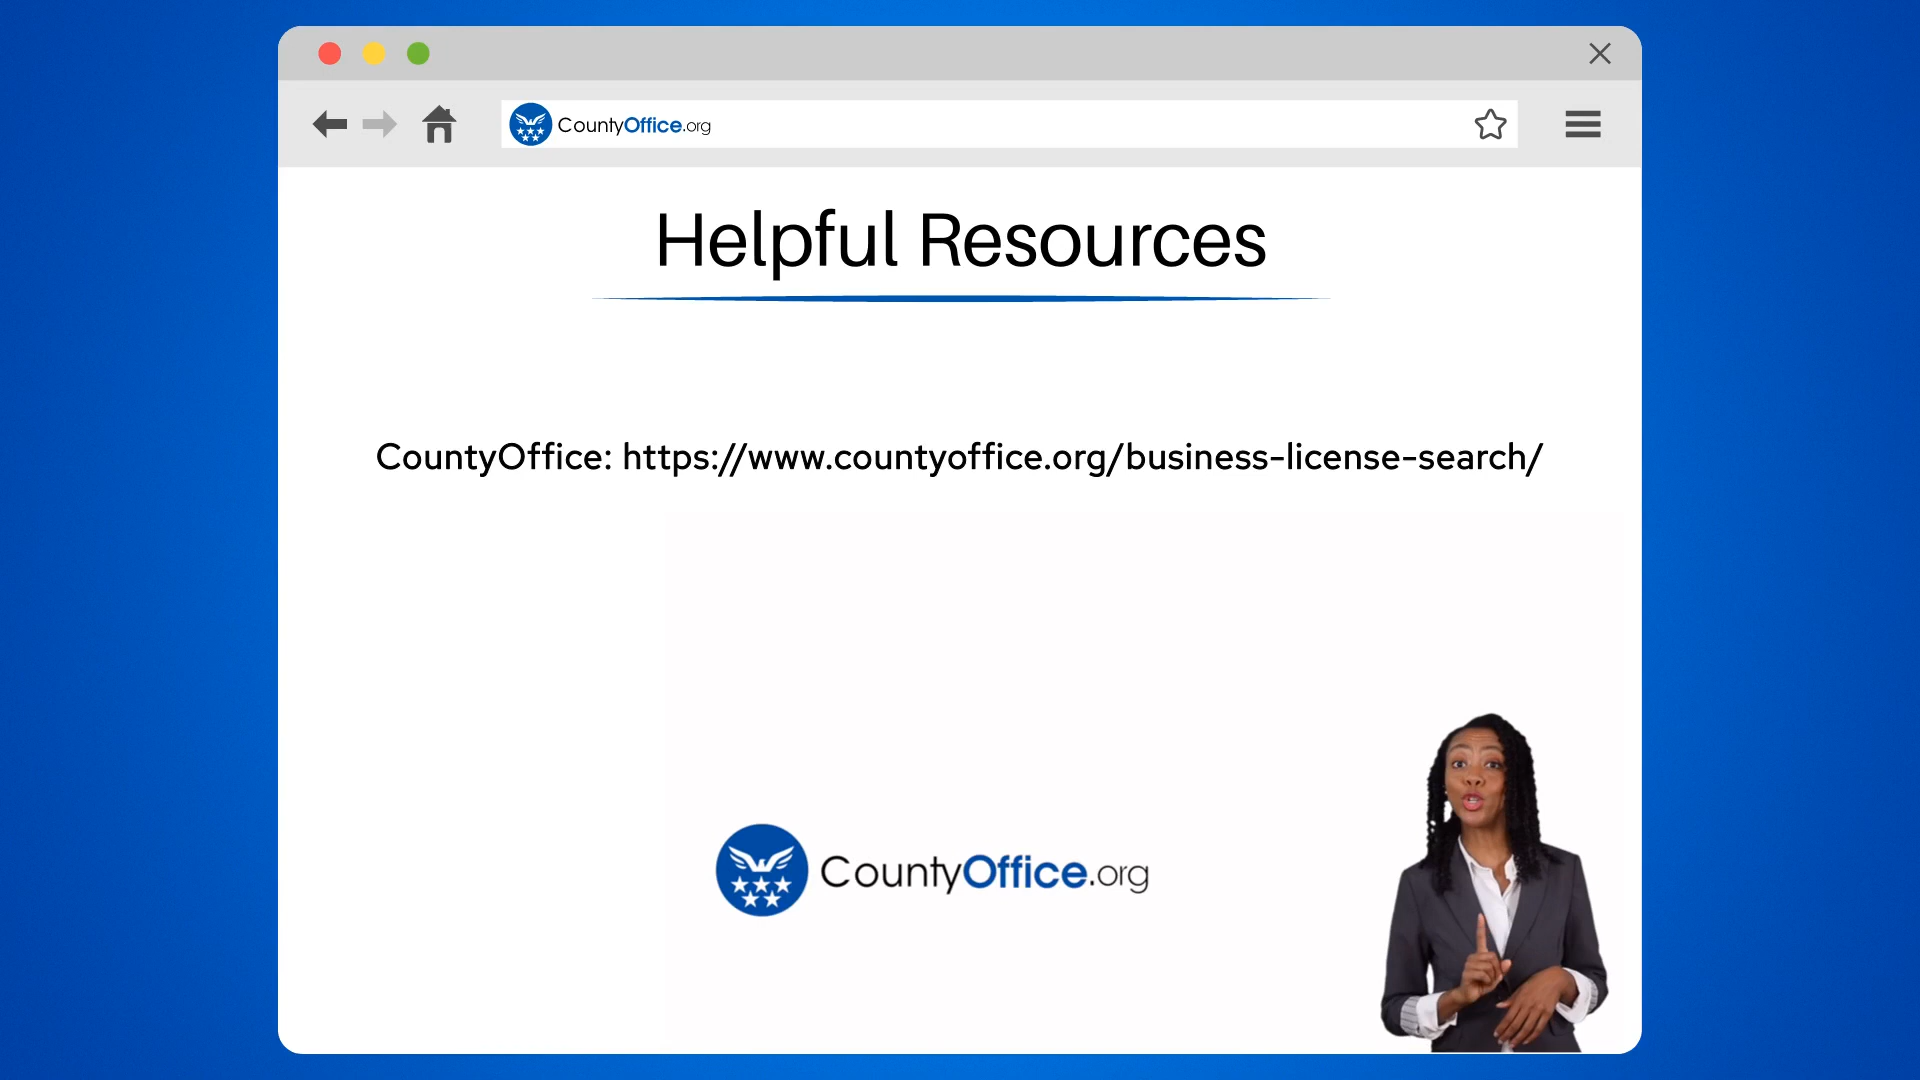 CountyOffice.org
Helpful Resources
CountyOffice: https://www.countyoffice.org/business-license-search/
CountyOffice.org